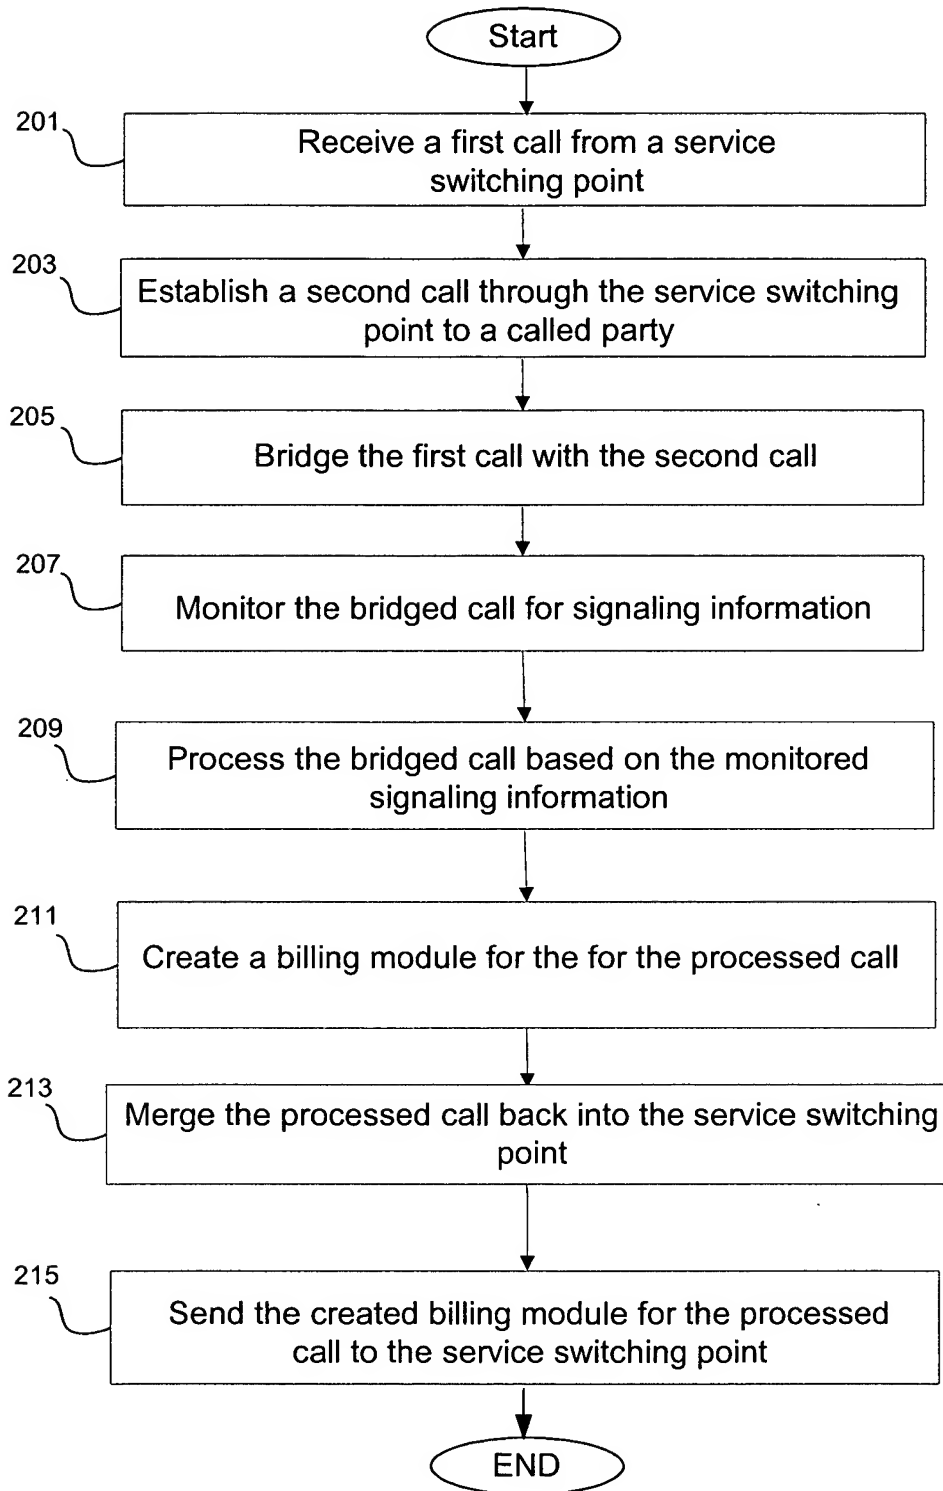 Start
201
Receive a first call from a service
switching point
203
Establish a second call through the service switching
point to a called party
205
Bridge the first call with the second call
207
Monitor the bridged call for signaling information
209
Process the bridged call based on the monitored
signaling information
211
Create a billing module for the for the processed call
213
Merge the processed call back into the service switching
point
215
Send the created billing module for the processed
call to the service switching point
END